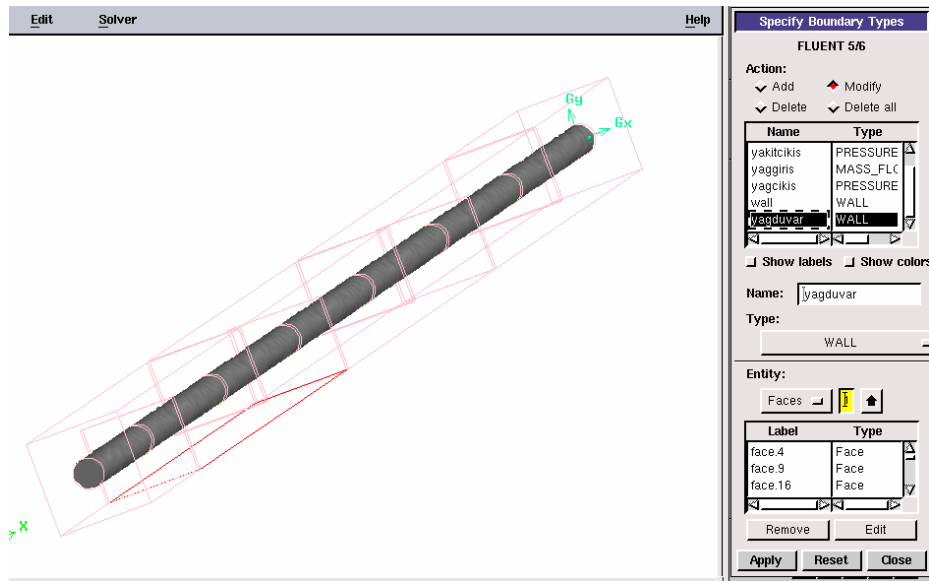 Edit Solver Help
Gy
Gx
X
Specify Boundary Types
FLUENT 5/6
Action:
Add Modify
Delete Delete all
Name Type
yakitcikis PRESSURE
yaggiris MASS_FLC
yagcikis PRESSURE
wall WALL
yagduvar WALL
Show labels Show colors
Name: yagduvar
Type:
WALL
Entity:
Faces
Label Type
face.4 Face
face.9 Face
face.16 Face
Remove Edit
Apply Reset Close